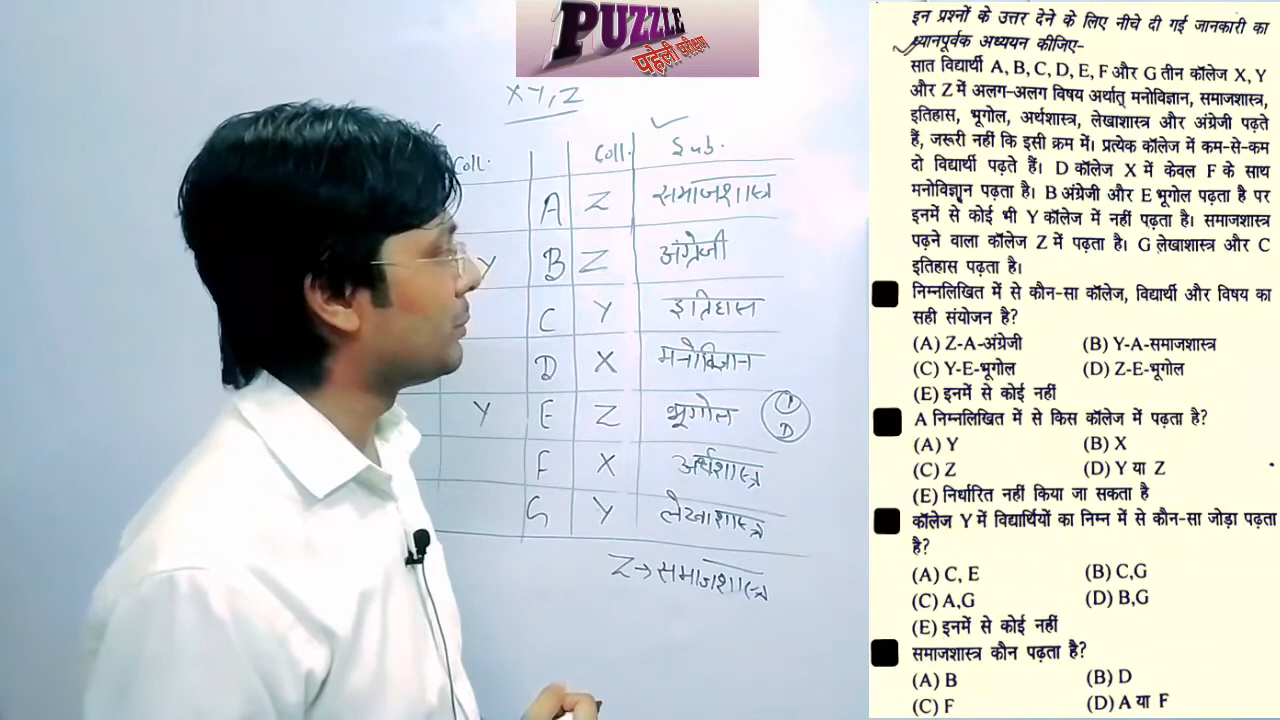 PUZZLE
पहेली परीक्षण
X Y, Z
Coll. Coll. Sub.
A Z समाजशास्त्र
Y B Z अंग्रेजी
C Y इतिहास
D X मनोविज्ञान
Y E Z भूगोल 1 D
F X अर्थशास्त्र
G Y लेखाशास्त्र
Z→समाजशास्त्र
इन प्रश्नों के उत्तर देने के लिए नीचे दी गई जानकारी का
ध्यानपूर्वक अध्ययन कीजिए-
सात विद्यार्थी A, B, C, D, E, F और G तीन कॉलेज X, Y
और Z में अलग-अलग विषय अर्थात् मनोविज्ञान, समाजशास्त्र,
इतिहास, भूगोल, अर्थशास्त्र, लेखाशास्त्र और अंग्रेजी पढ़ते
हैं, जरूरी नहीं कि इसी क्रम में। प्रत्येक कॉलेज में कम-से-कम
दो विद्यार्थी पढ़ते हैं। D कॉलेज X में केवल F के साथ
मनोविज्ञान पढ़ता है। B अंग्रेजी और E भूगोल पढ़ता है पर
इनमें से कोई भी Y कॉलेज में नहीं पढ़ता है। समाजशास्त्र
पढ़ने वाला कॉलेज Z में पढ़ता है। G लेखाशास्त्र और C
इतिहास पढ़ता है।
निम्नलिखित में से कौन-सा कॉलेज, विद्यार्थी और विषय का
सही संयोजन है?
(A) Z-A-अंग्रेजी (B) Y-A-समाजशास्त्र
(C) Y-E-भूगोल (D) Z-E-भूगोल
(E) इनमें से कोई नहीं
A निम्नलिखित में से किस कॉलेज में पढ़ता है?
(A) Y (B) X
(C) Z (D) Y या Z
(E) निर्धारित नहीं किया जा सकता है
कॉलेज Y में विद्यार्थियों का निम्न में से कौन-सा जोड़ा पढ़ता
है?
(A) C, E (B) C,G
(C) A,G (D) B,G
(E) इनमें से कोई नहीं
समाजशास्त्र कौन पढ़ता है?
(A) B (B) D
(C) F (D) A या F